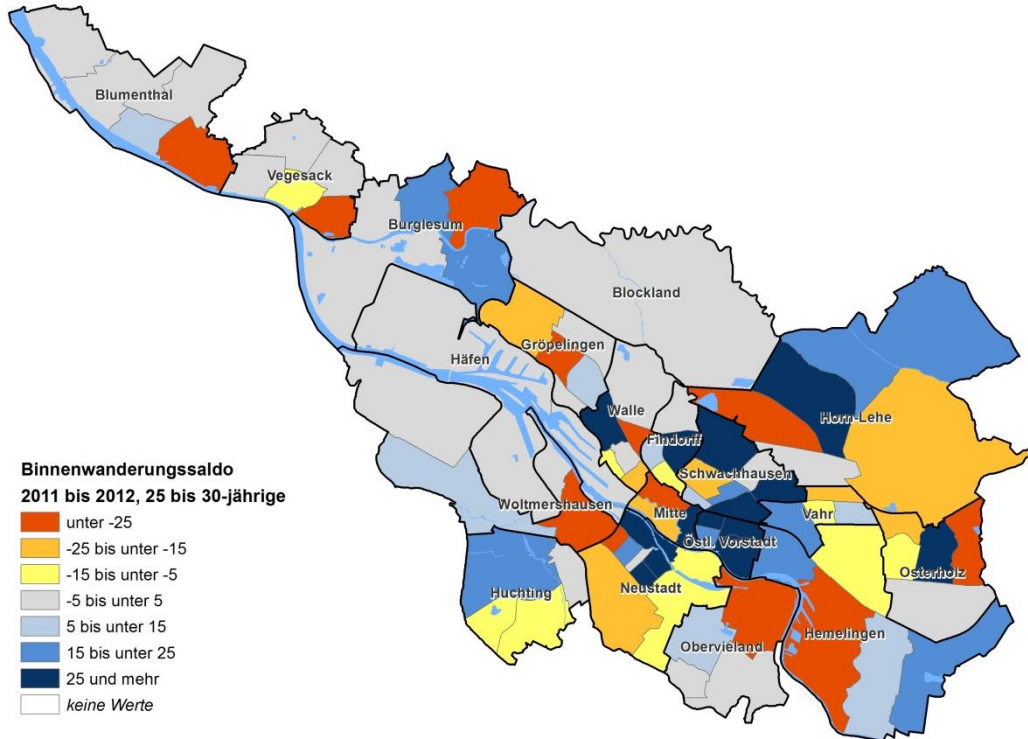 Blumenthal
Vegesack
Burglesum
Blockland
Gröpelingen
Häfen
Walle
Horn-Lehe
Findorff
Schwachhausen
Woltmershausen
Mitte
Vahr
Östl. Vorstadt
Osterholz
Huchting
Neustadt
Obervieland
Hemelingen
Binnenwanderungssaldo
2011 bis 2012, 25 bis 30-jährige
unter -25
-25 bis unter -15
-15 bis unter -5
-5 bis unter 5
5 bis unter 15
15 bis unter 25
25 und mehr
keine Werte